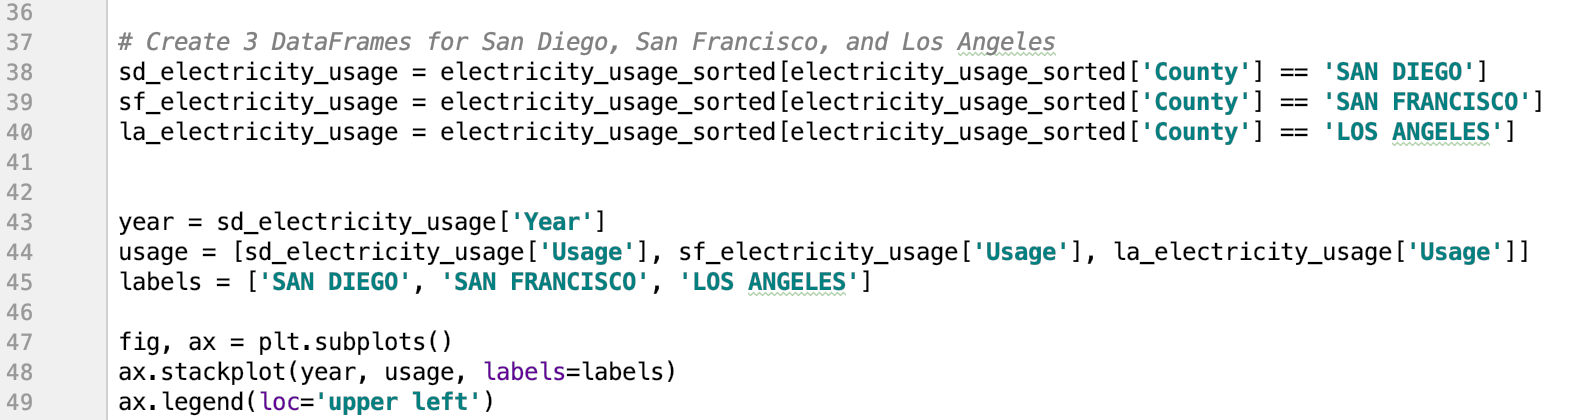 36
37 # Create 3 DataFrames for San Diego, San Francisco, and Los Angeles
38 sd_electricity_usage = electricity_usage_sorted[electricity_usage_sorted['County'] == 'SAN DIEGO']
39 sf_electricity_usage = electricity_usage_sorted[electricity_usage_sorted['County'] == 'SAN FRANCISCO']
40 la_electricity_usage = electricity_usage_sorted[electricity_usage_sorted['County'] == 'LOS ANGELES']
41
42
43 year = sd_electricity_usage['Year']
44 usage = [sd_electricity_usage['Usage'], sf_electricity_usage['Usage'], la_electricity_usage['Usage']]
45 labels = ['SAN DIEGO', 'SAN FRANCISCO', 'LOS ANGELES']
46
47 fig, ax = plt.subplots()
48 ax.stackplot(year, usage, labels=labels)
49 ax.legend(loc='upper left')